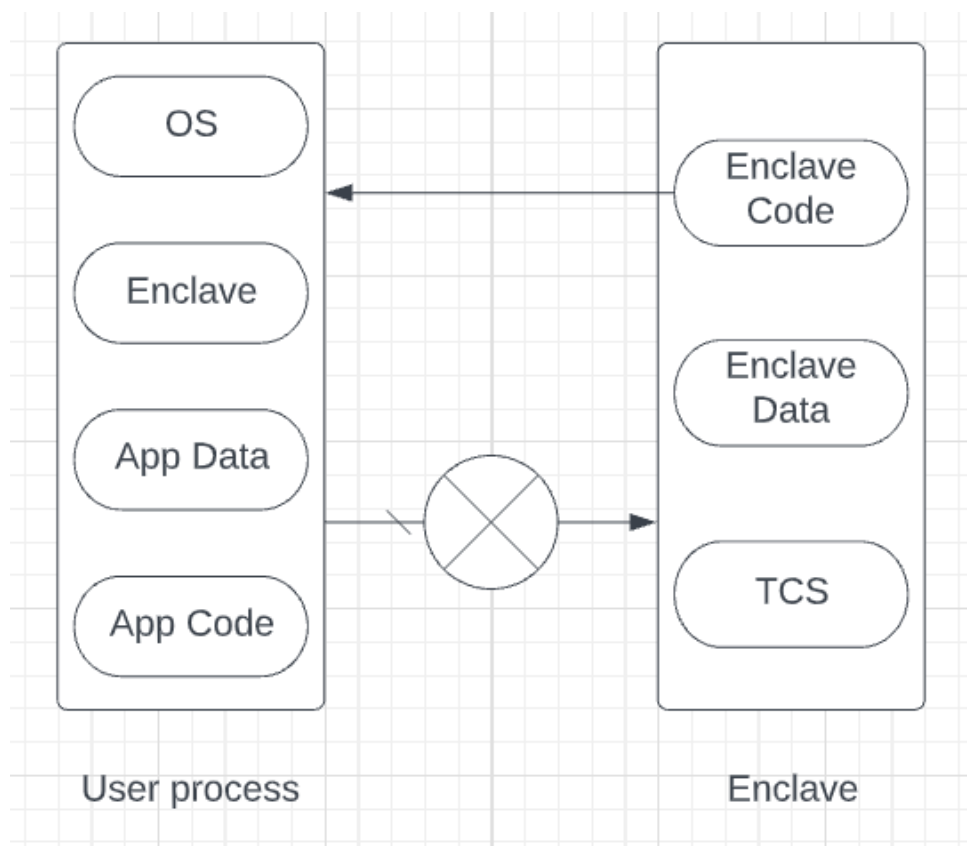 OS
Enclave
App Data
App Code
User process
Enclave
Code
Enclave
Data
TCS
Enclave